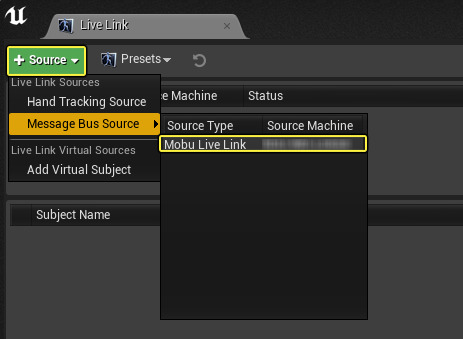 Live Link
Source
Presets
Live Link Sources
ce Machine
Status
Hand Tracking Source
Message Bus Source
Source Type
Source Machine
Mobu Live Link
Live Link Virtual Sources
Add Virtual Subject
Subject Name